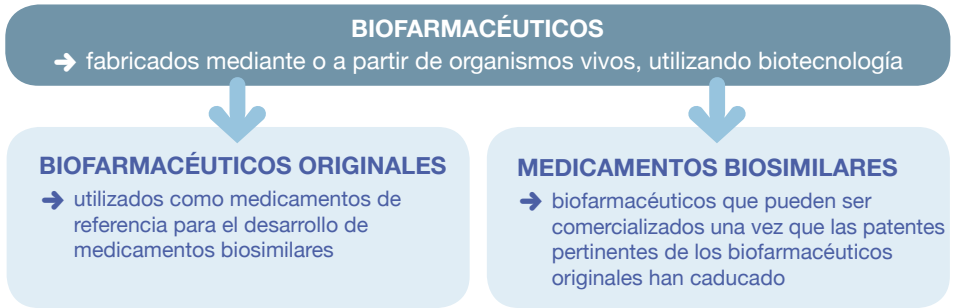 BIOFARMACÉUTICOS
➔ fabricados mediante o a partir de organismos vivos, utilizando biotecnología
BIOFARMACÉUTICOS ORIGINALES
➔ utilizados como medicamentos de
referencia para el desarrollo de
medicamentos biosimilares
MEDICAMENTOS BIOSIMILARES
➔ biofarmacéuticos que pueden ser
comercializados una vez que las patentes
pertinentes de los biofarmacéuticos
originales han caducado